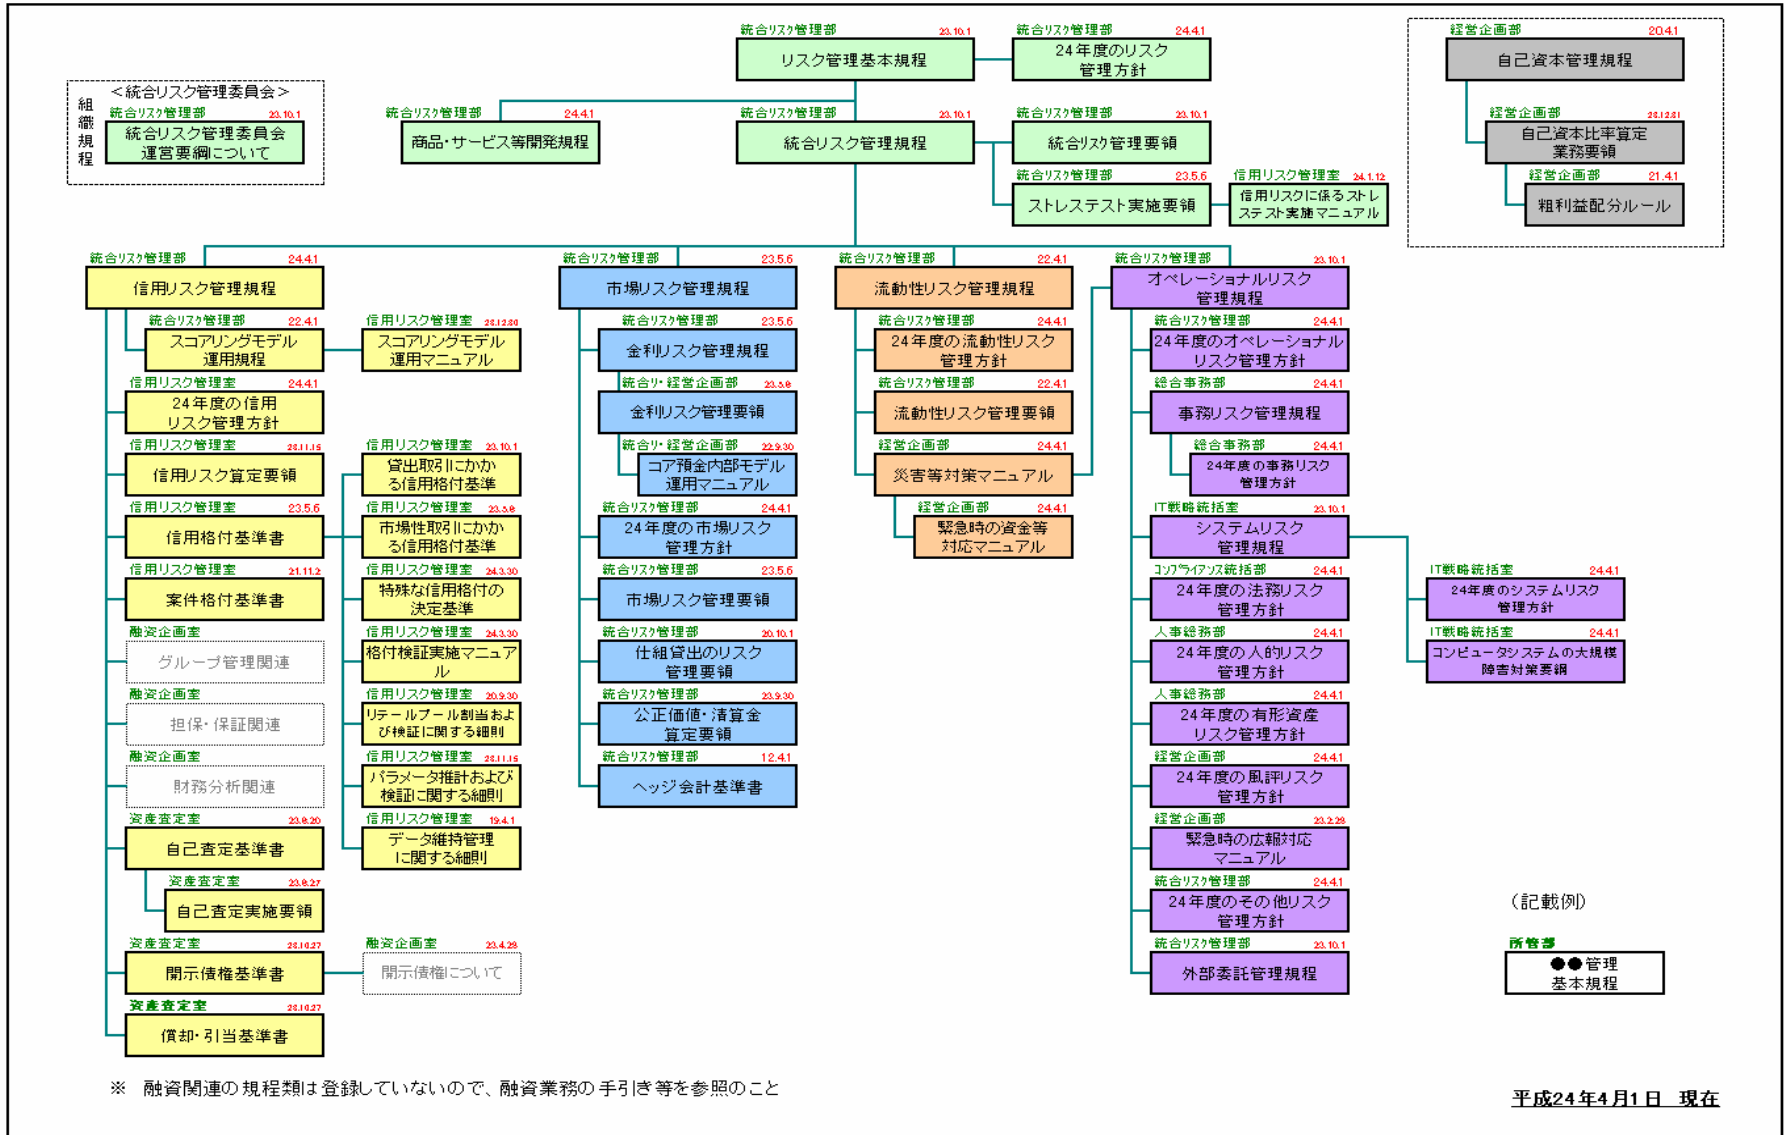 統合リスク管理部 23.10.1
リスク管理基本規程
統合リスク管理部 24.4.1
24年度のリスク
管理方針
経営企画部 20.4.1
自己資本管理規程
組織規程
＜統合リスク管理委員会＞
統合リスク管理部 23.10.1
統合リスク管理委員会
運営要綱について
統合リスク管理部 24.4.1
商品・サービス等開発規程
統合リスク管理部 23.10.1
統合リスク管理規程
統合リスク管理部 23.10.1
統合リスク管理要領
経営企画部
自己資本比率算定
業務要領
統合リスク管理部 23.5.6
ストレステスト実施要領
信用リスク管理室 24.1.12
信用リスクに係るストレ
ステスト実施マニュアル
経営企画部 21.4.1
粗利益配分ルール
統合リスク管理部 24.4.1
信用リスク管理規程
統合リスク管理部 22.4.1
スコアリングモデル
運用規程
信用リスク管理室
スコアリングモデル
運用マニュアル
信用リスク管理室 24.4.1
24年度の信用
リスク管理方針
信用リスク管理室
信用リスク算定要領
信用リスク管理室 23.5.6
信用格付基準書
信用リスク管理室 21.11.2
案件格付基準書
融資企画室
グループ管理関連
融資企画室
担保・保証関連
融資企画室
財務分析関連
資産査定室
自己査定基準書
資産査定室
自己査定実施要領
資産査定室
開示債権基準書
融資企画室 23.4.28
開示債権について
資産査定室
償却・引当基準書
信用リスク管理室 23.10.1
貸出取引にかか
る信用格付基準
信用リスク管理室 23.5.6
市場性取引にかか
る信用格付基準
信用リスク管理室 24.3.30
特殊な信用格付の
決定基準
信用リスク管理室 24.3.30
格付検証実施マニュア
ル
信用リスク管理室 20.9.30
リテールプール割当およ
び検証に関する細則
信用リスク管理室
パラメータ推計および
検証に関する細則
信用リスク管理室 19.4.1
データ維持管理
に関する細則
統合リスク管理部 23.5.6
市場リスク管理規程
統合リスク管理部 23.5.6
金利リスク管理規程
統合リ・経営企画部 23.5.6
金利リスク管理要領
統合リ・経営企画部 22.9.30
コア預金内部モデル
運用マニュアル
統合リスク管理部 24.4.1
24年度の市場リスク
管理方針
統合リスク管理部 23.5.6
市場リスク管理要領
統合リスク管理部 20.10.1
仕組貸出のリスク
管理要領
統合リスク管理部 23.9.30
公正価値・清算金
算定要領
統合リスク管理部 12.4.1
ヘッジ会計基準書
統合リスク管理部 22.4.1
流動性リスク管理規程
統合リスク管理部 24.4.1
24年度の流動性リスク
管理方針
統合リスク管理部 22.4.1
流動性リスク管理要領
経営企画部 24.4.1
災害等対策マニュアル
経営企画部 24.4.1
緊急時の資金等
対応マニュアル
統合リスク管理部 23.10.1
オペレーショナルリスク
管理規程
統合リスク管理部 24.4.1
24年度のオペレーショナル
リスク管理方針
総合事務部 24.4.1
事務リスク管理規程
総合事務部 24.4.1
24年度の事務リスク
管理方針
IT戦略統括室 23.10.1
システムリスク
管理規程
コンプライアンス統括部 24.4.1
24年度の法務リスク
管理方針
人事総務部 24.4.1
24年度の人的リスク
管理方針
人事総務部 24.4.1
24年度の有形資産
リスク管理方針
経営企画部 24.4.1
24年度の風評リスク
管理方針
経営企画部 23.2.28
緊急時の広報対応
マニュアル
統合リスク管理部 24.4.1
24年度のその他リスク
管理方針
統合リスク管理部 23.10.1
外部委託管理規程
IT戦略統括室 24.4.1
24年度のシステムリスク
管理方針
IT戦略統括室 24.4.1
コンピュータシステムの大規模
障害対策要綱
（記載例）
所管部
●●管理
基本規程
※ 融資関連の規程類は登録していないので、融資業務の手引き等を参照のこと
平成24年4月1日 現在